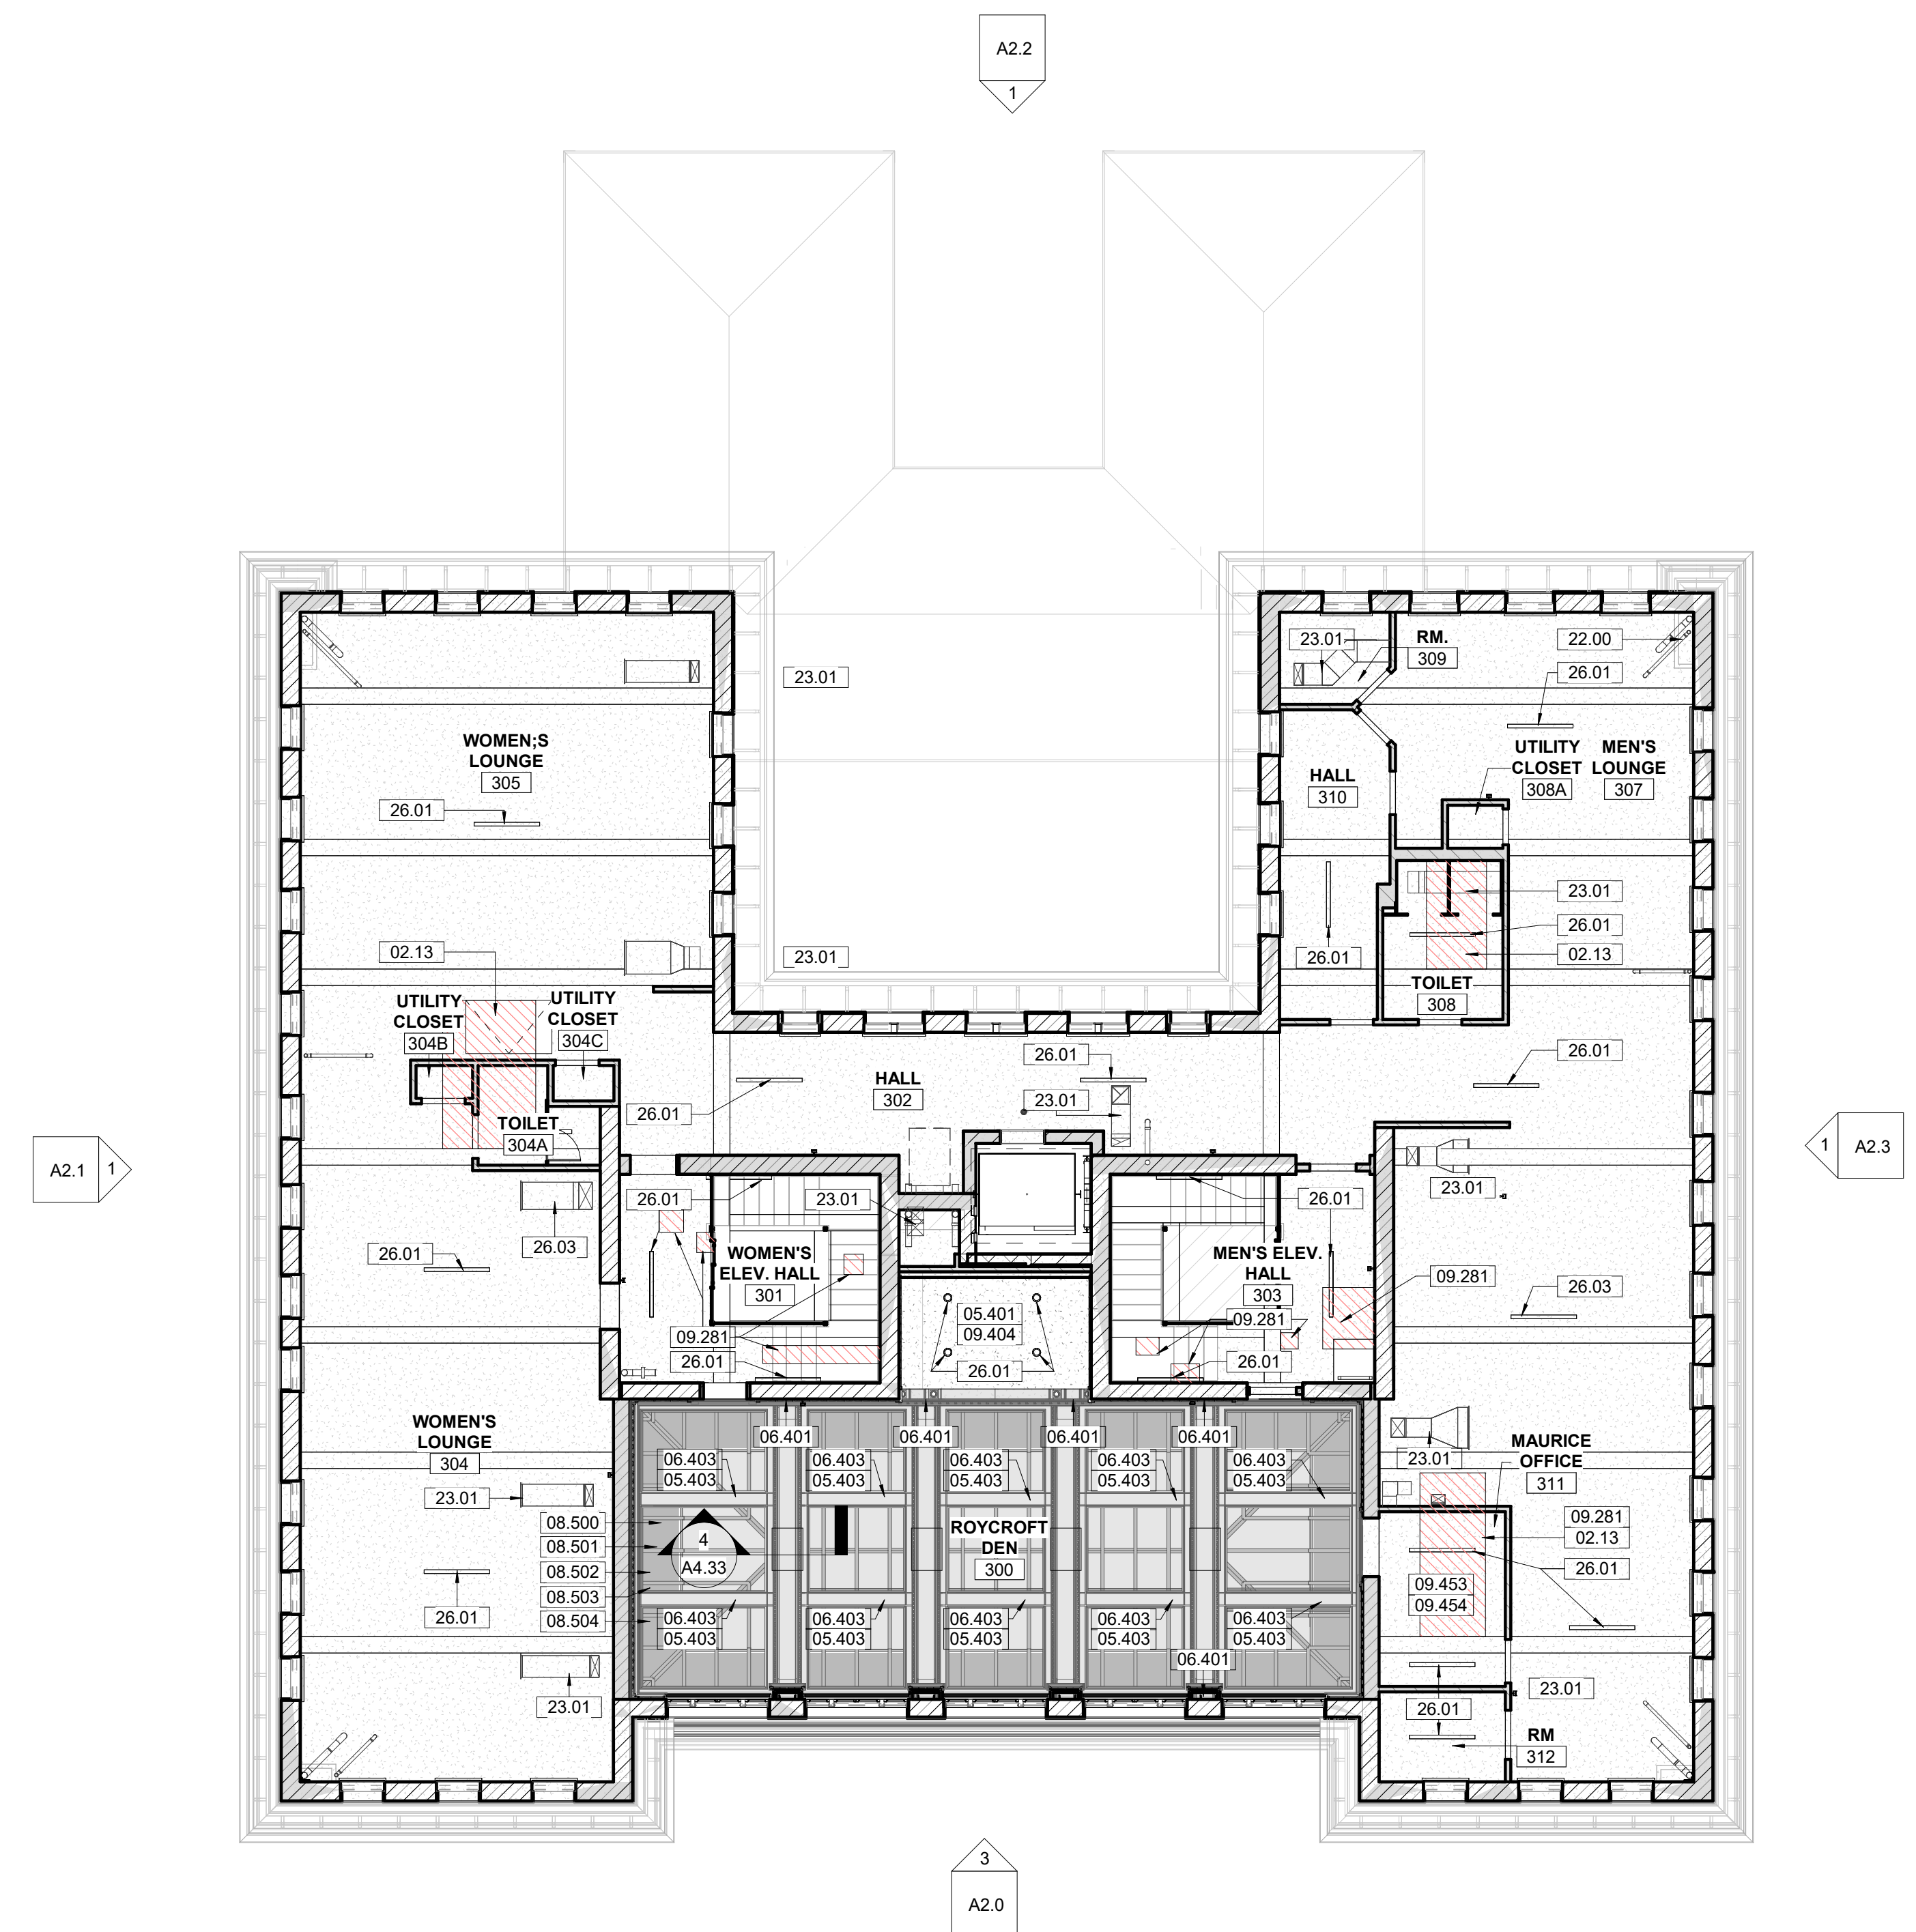 A2.2
1
23.01
RM.
309
22.00
26.01
23.01
WOMEN;S
LOUNGE
305
26.01
HALL
310
UTILITY
CLOSET
308A
MEN'S
LOUNGE
307
23.01
26.01
02.13
26.01
TOILET
308
02.13
23.01
UTILITY
CLOSET
304B
UTILITY
CLOSET
304C
TOILET
304A
26.01
HALL
302
26.01
23.01
26.01
A2.1
1
1
A2.3
26.01
23.01
26.01
23.01
26.03
26.01
WOMEN'S
ELEV. HALL
301
MEN'S ELEV.
HALL
303
09.281
09.281
26.03
05.401
09.404
09.281
26.01
26.01
26.01
WOMEN'S
LOUNGE
304
06.401
06.401
06.401
06.401
06.403
05.403
06.403
05.403
06.403
05.403
06.403
05.403
06.403
05.403
23.01
MAURICE
OFFICE
311
23.01
08.500
08.501
08.502
08.503
08.504
4
A4.33
ROYCROFT
DEN
300
09.281
02.13
26.01
09.453
09.454
26.01
06.403
05.403
06.403
05.403
06.403
05.403
06.403
05.403
06.403
05.403
06.401
23.01
23.01
26.01
RM
312
3
A2.0